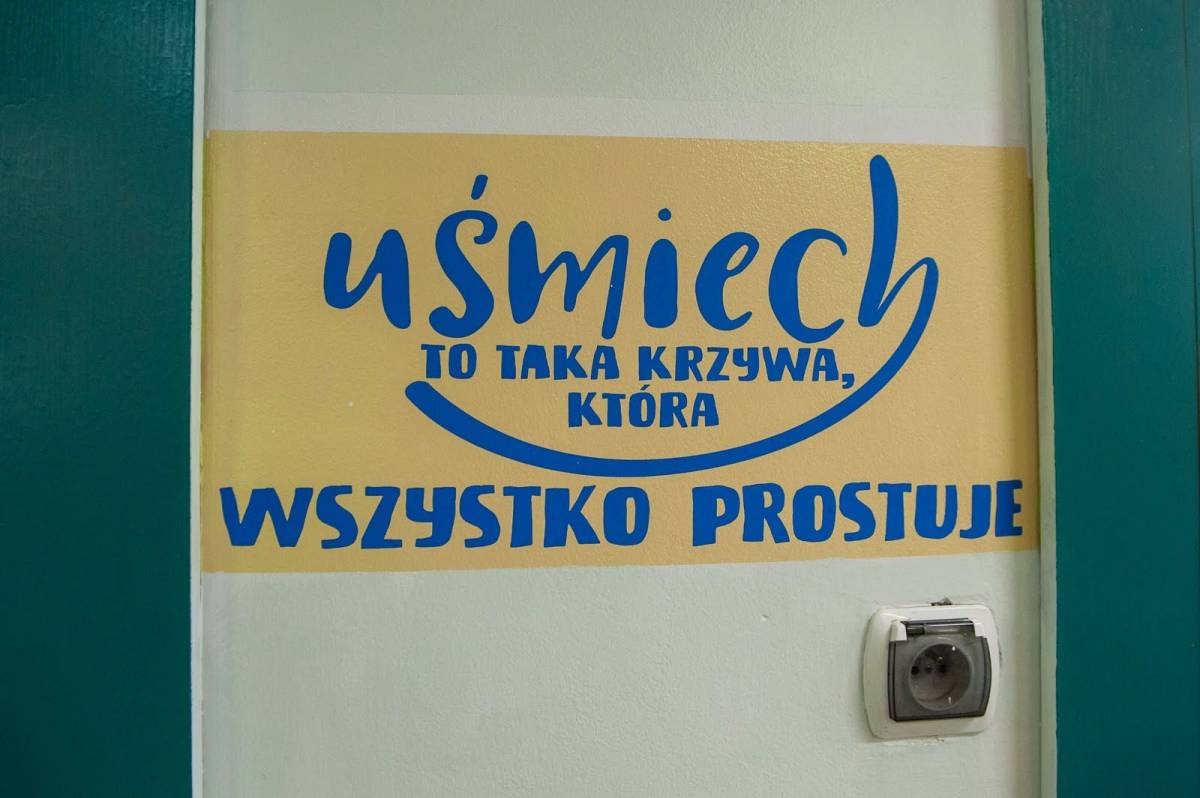 uśmiech
TO TAKA KRZYWA,
KTÓRA
WSZYSTKO PROSTUJE